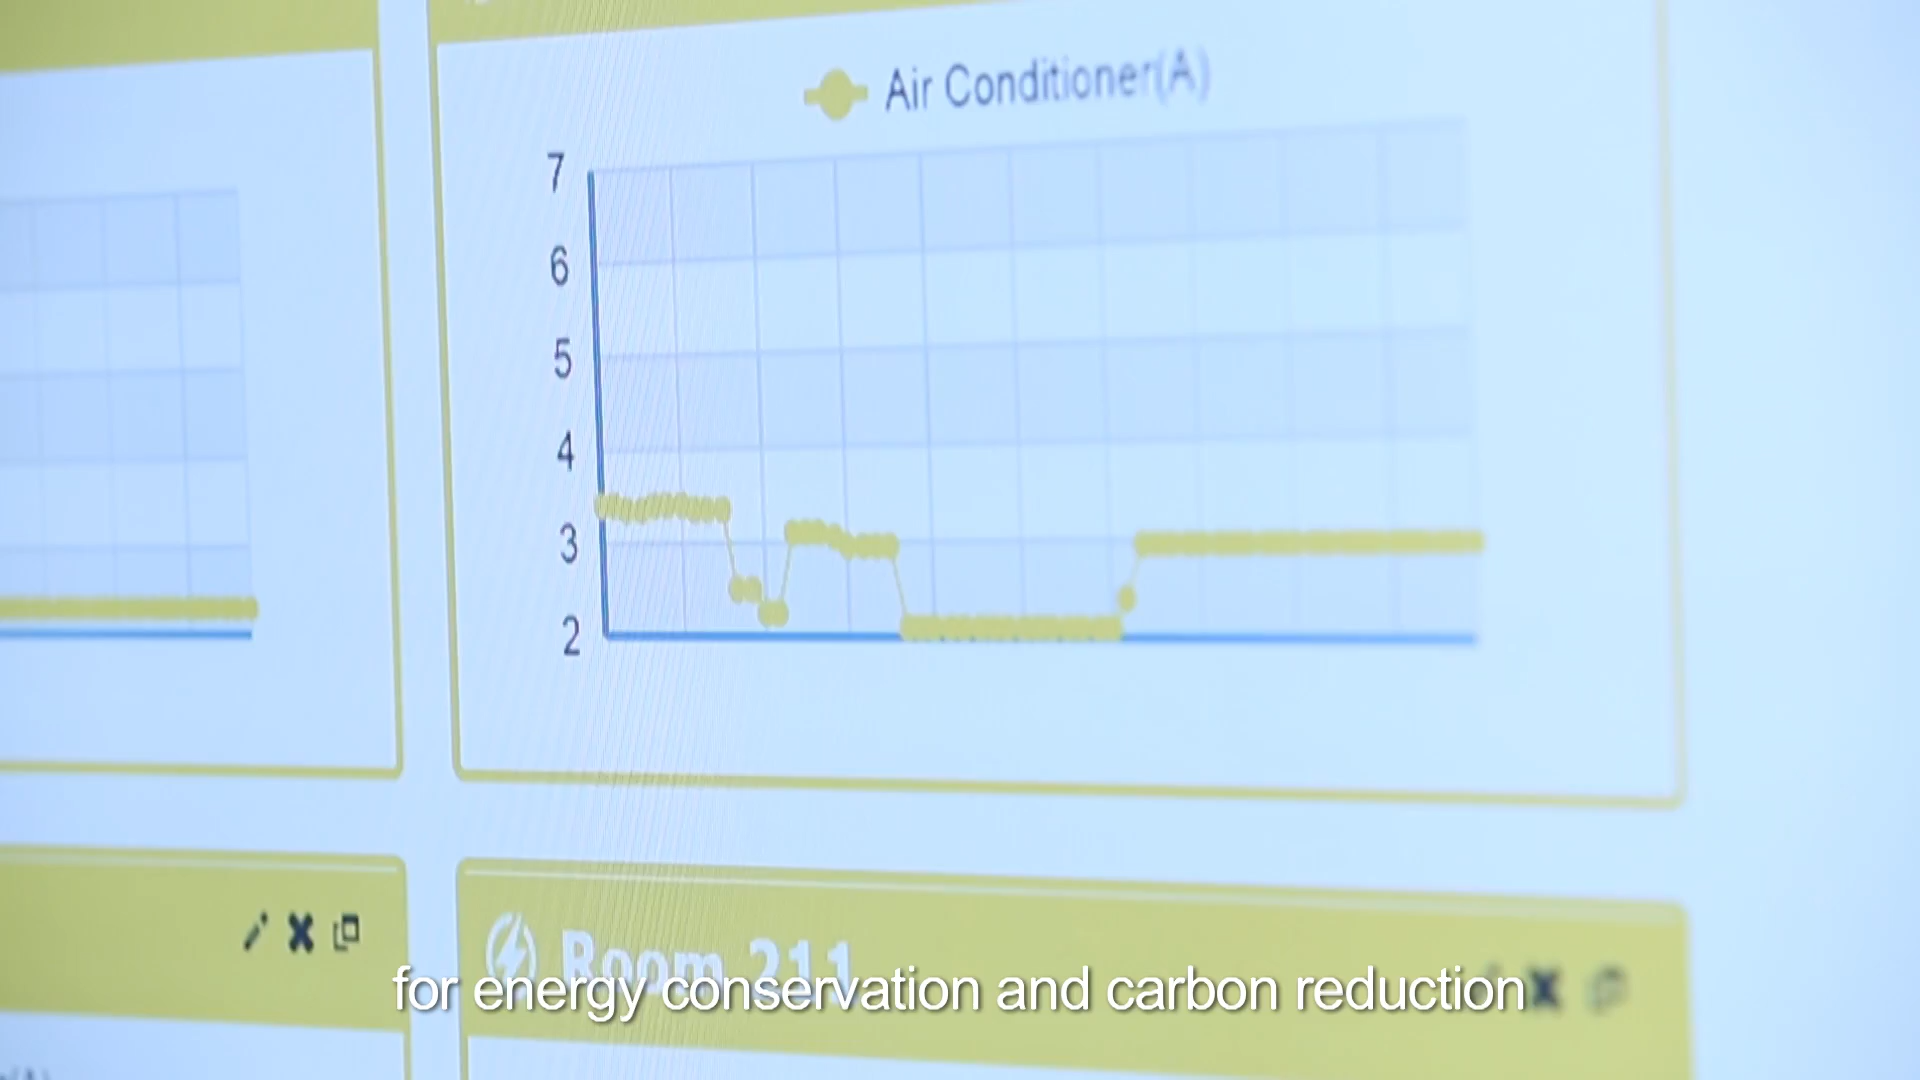 Air Conditioner(A)
7
6
5
4
3
2
Room 211
for energy conservation and carbon reduction